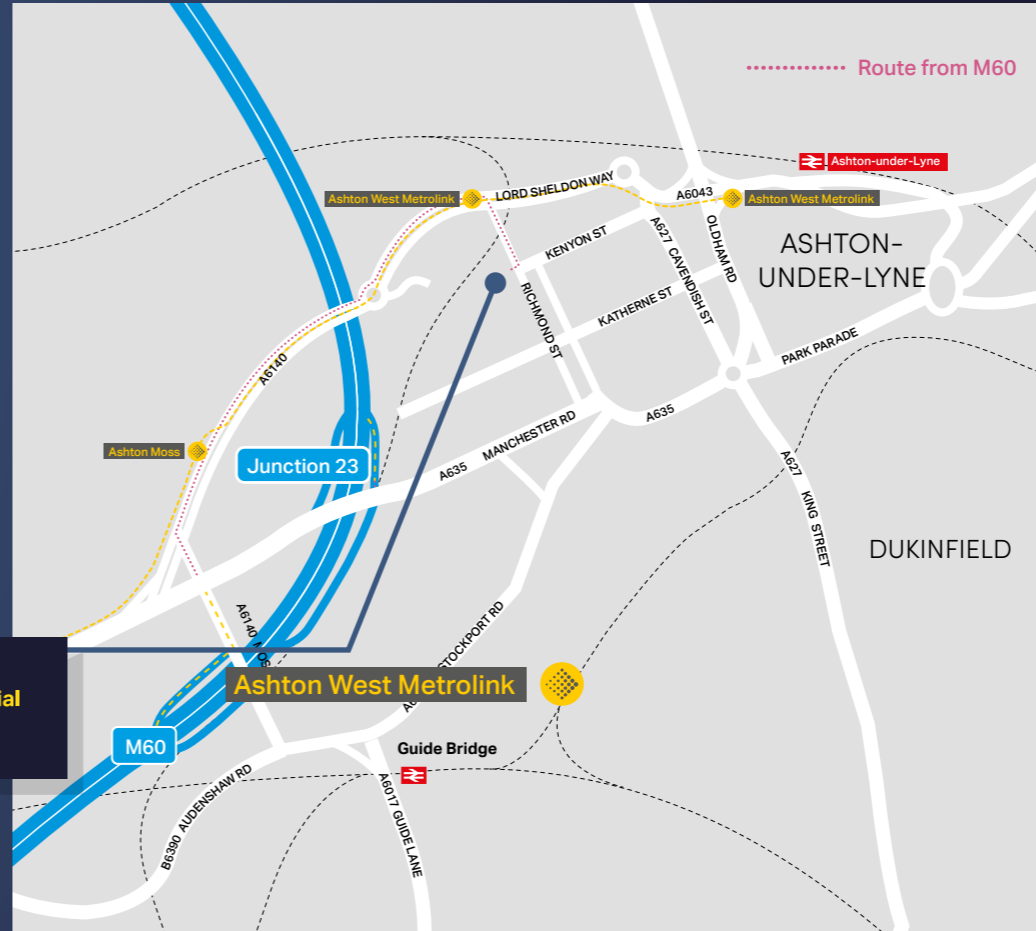 Route from M60
Ashton-under-Lyne
Ashton West Metrolink
LORD SHELDON WAY
A6043
Ashton West Metrolink
KENYON ST
A627 CAVENDISH ST
OLDHAM RD
ASHTON-
UNDER-LYNE
RICHMOND ST
KATHERNE ST
PARK PARADE
A6140
A635
MANCHESTER RD
A635
Ashton Moss
Junction 23
A627
KING STREET
DUKINFIELD
A6140
STOCKPORT RD
Ashton West Metrolink
M60
Guide Bridge
B6390 AUDENSHAW RD
A6017 GUIDE LANE